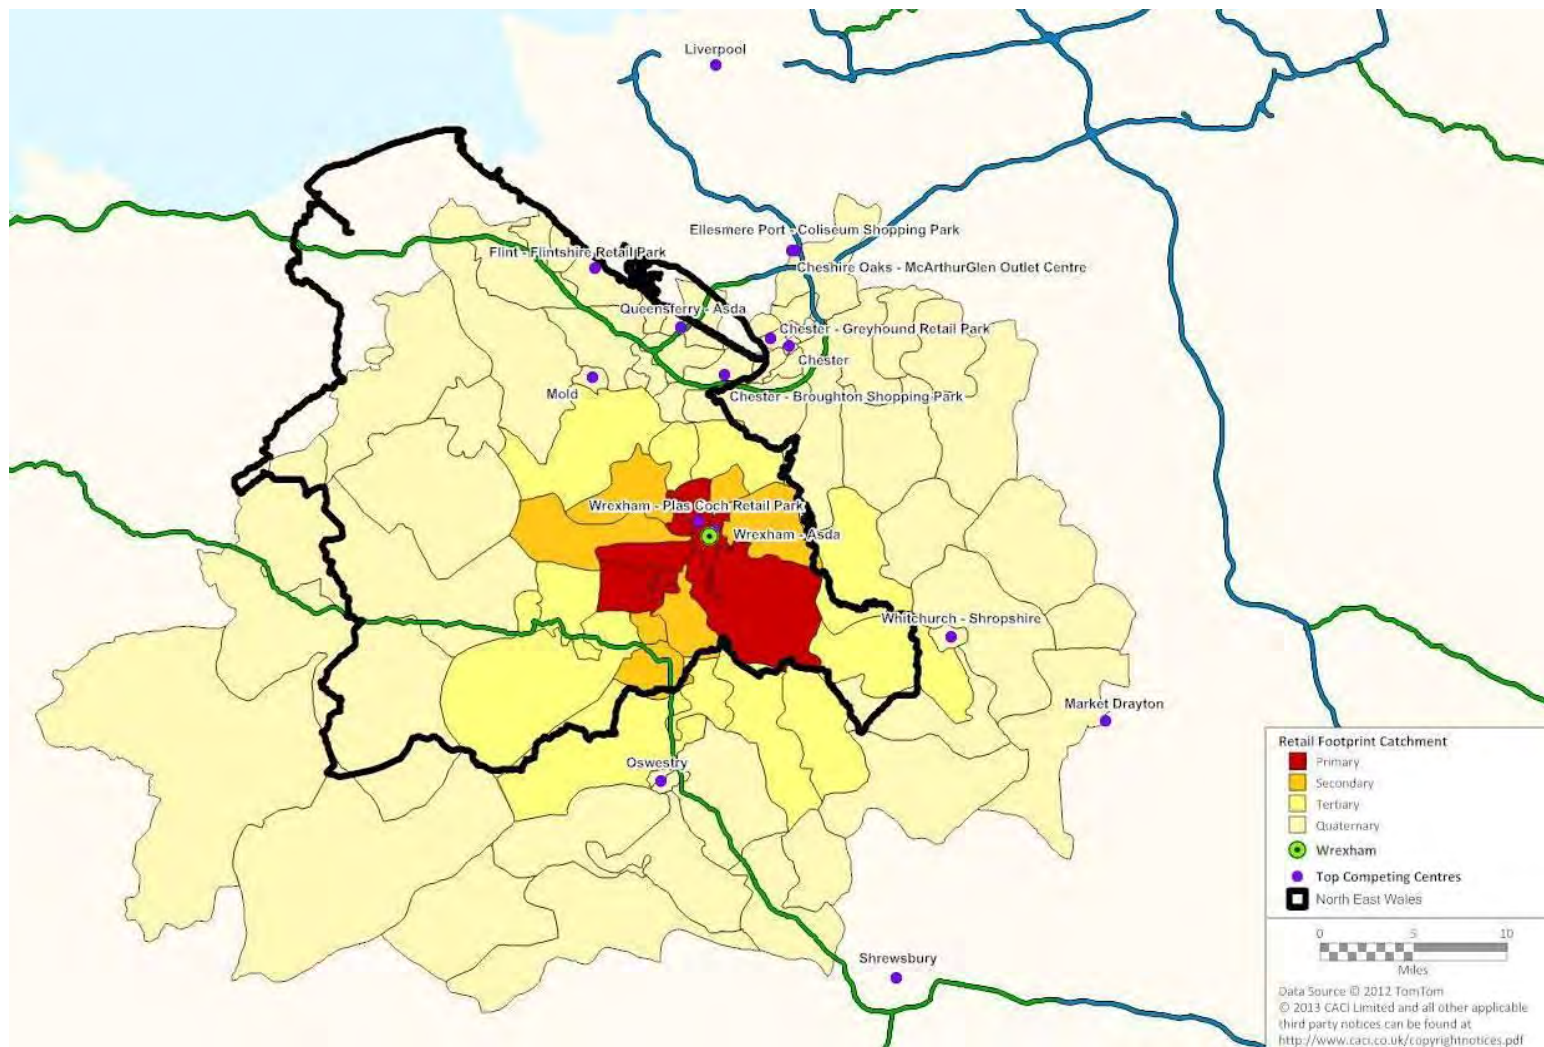 Liverpool
Ellesmere Port - Coliseum Shopping Park
Flint - Flintshire Retail Park
Cheshire Oaks - McArthurGlen Outlet Centre
Queensferry - Asda
Chester - Greyhound Retail Park
Chester
Mold
Chester - Broughton Shopping Park
Wrexham - Plas Coch Retail Park
Wrexham - Asda
Whitchurch - Shropshire
Market Drayton
Oswestry
Shrewsbury
Retail Footprint Catchment
Primary
Secondary
Tertiary
Quaternary
Wrexham
Top Competing Centres
North East Wales
0 5 10
Miles
Data Source © 2012 TomTom
© 2013 CACI Limited and all other applicable
third party notices can be found at
http://www.caci.co.uk/copyrightnotices.pdf